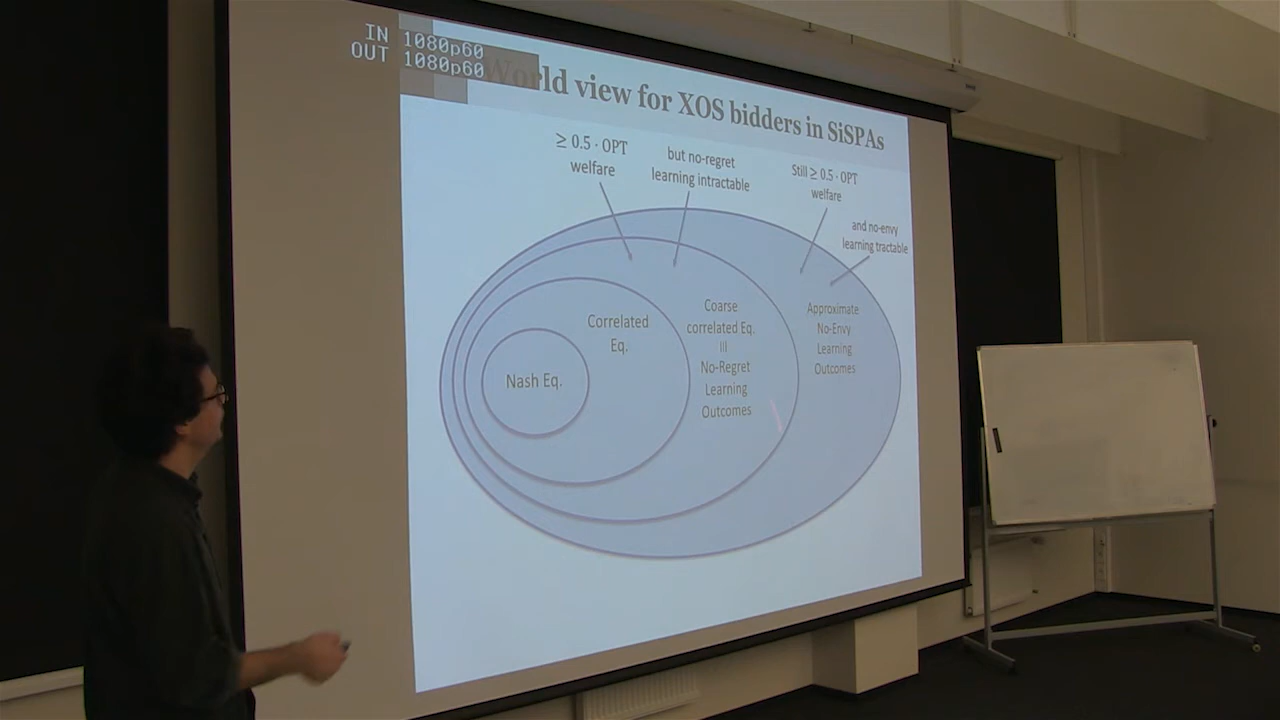 IN 1080p60
OUT 1080p60
World view for XOS bidders in SiSPAs
≥ 0.5 · OPT
welfare
but no-regret
learning intractable
Still ≥ 0.5 · OPT
welfare
and no-envy
learning tractable
Nash Eq.
Correlated
Eq.
Coarse
correlated Eq.
III
No-Regret
Learning
Outcomes
Approximate
No-Envy
Learning
Outcomes